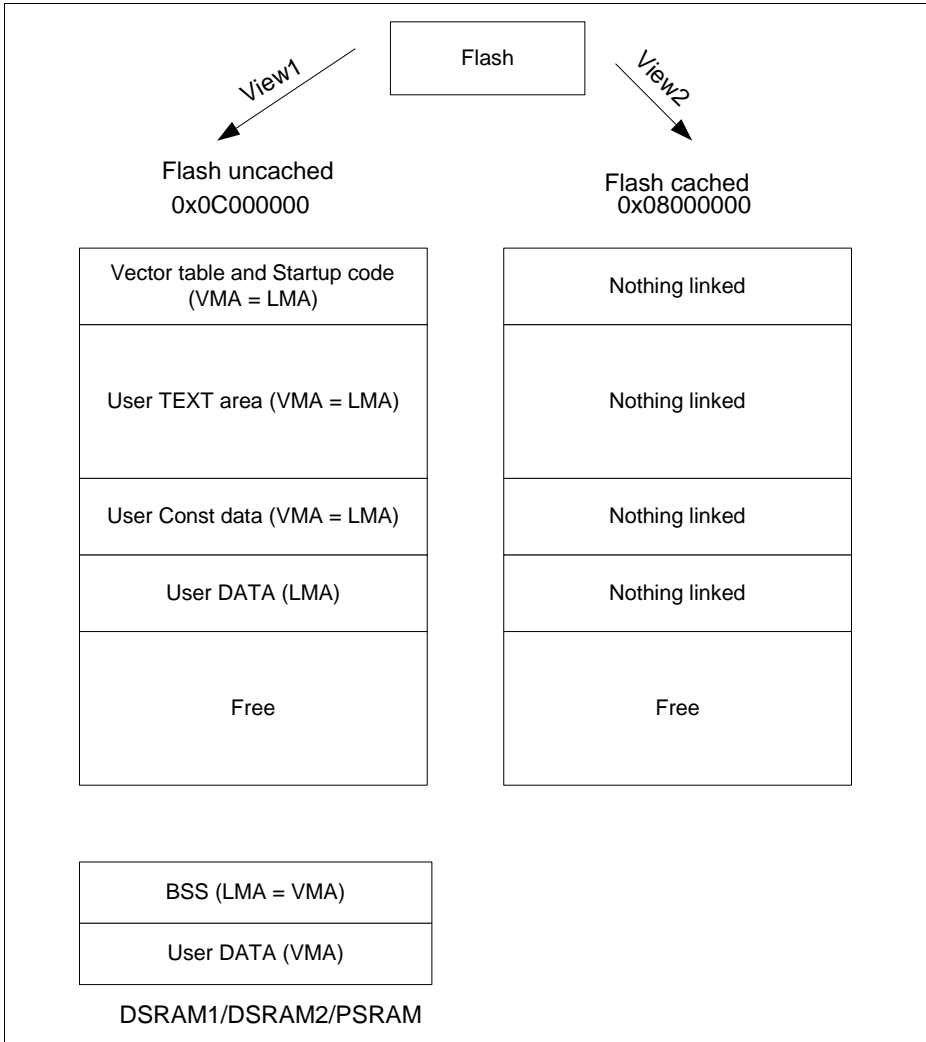 Flash
View1
View2
Flash uncached
0x0C000000
Flash cached
0x08000000
Vector table and Startup code
(VMA = LMA)
User TEXT area (VMA = LMA)
User Const data (VMA = LMA)
User DATA (LMA)
Free
Nothing linked
Nothing linked
Nothing linked
Nothing linked
Free
BSS (LMA = VMA)
User DATA (VMA)
DSRAM1/DSRAM2/PSRAM